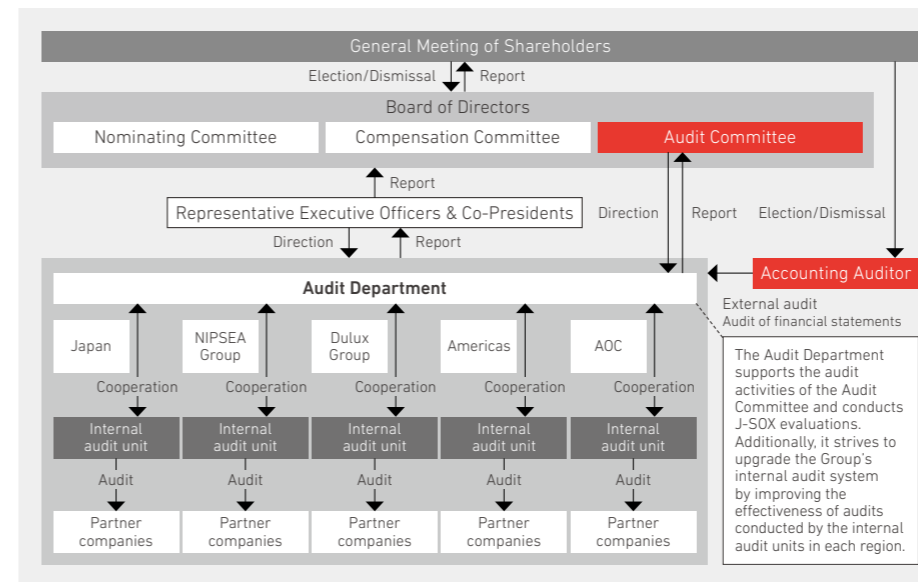 General Meeting of Shareholders
Election/Dismissal
Report
Board of Directors
Nominating Committee
Compensation Committee
Audit Committee
Report
Representative Executive Officers & Co-Presidents
Direction
Report
Election/Dismissal
Direction
Report
Audit Department
Accounting Auditor
External audit
Audit of financial statements
Japan
NIPSEA
Group
Dulux
Group
Americas
AOC
Cooperation
Cooperation
Cooperation
Cooperation
Cooperation
Internal
audit unit
Internal
audit unit
Internal
audit unit
Internal
audit unit
Internal
audit unit
Audit
Audit
Audit
Audit
Audit
Partner
companies
Partner
companies
Partner
companies
Partner
companies
Partner
companies
The Audit Department
supports the audit
activities of the Audit
Committee and conducts
J-SOX evaluations.
Additionally, it strives to
upgrade the Group's
internal audit system
by improving the
effectiveness of audits
conducted by the internal
audit units in each region.